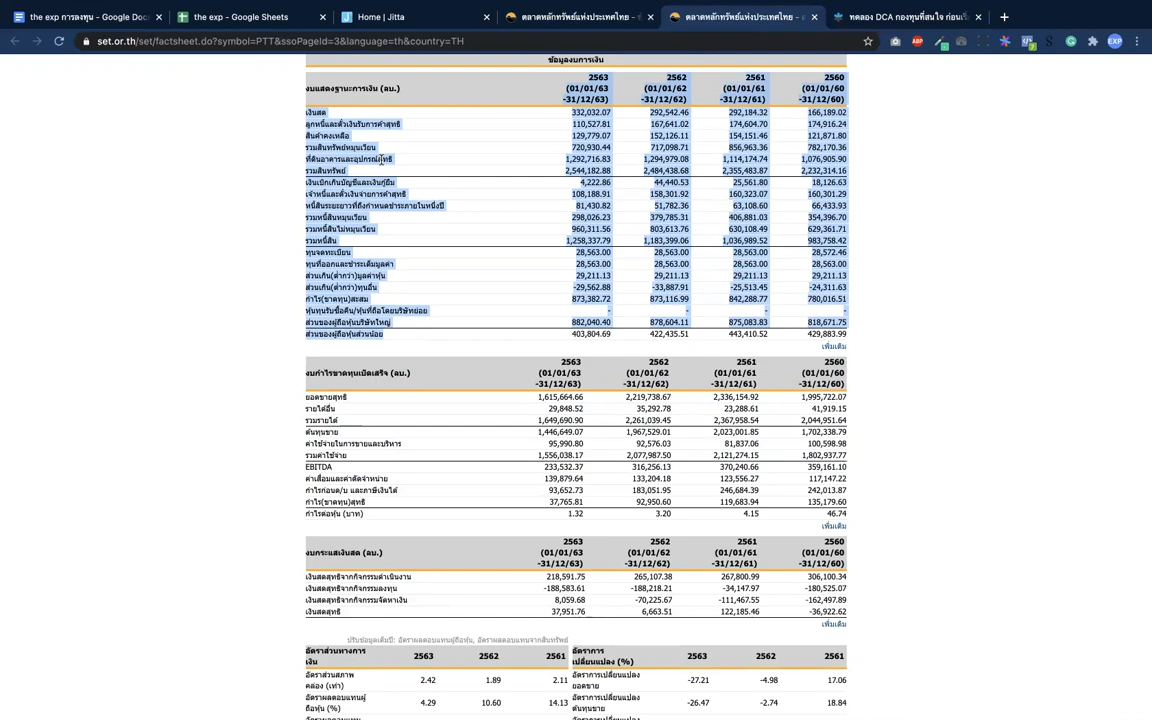 the exp การลงทุน - Google Doc
the exp - Google Sheets
Home | Jitta
ตลาดหลักทรัพย์แห่งประเทศไทย -
ตลาดหลักทรัพย์แห่งประเทศไทย -
ทดลอง DCA กองทุนที่สนใจ ก่อนเริ่
set.or.th/set/factsheet.do?symbol=PTT&ssoPageId=3&language=th&country=TH
ข้อมูลงบการเงิน
งบแสดงฐานะการเงิน (ลบ.) 2563 (01/01/63 -31/12/63) 2562 (01/01/62 -31/12/62) 2561 (01/01/61 -31/12/61) 2560 (01/01/60 -31/12/60)
เงินสด 332,032.07 292,542.46 292,184.32 166,189.02
ลูกหนี้และตั๋วเงินรับการค้าสุทธิ 110,527.81 167,641.02 174,604.70 174,916.24
สินค้าคงเหลือ 129,779.07 152,126.11 154,151.46 121,871.80
รวมสินทรัพย์หมุนเวียน 720,930.44 717,098.71 856,963.36 782,170.36
ที่ดินอาคารและอุปกรณ์สุทธิ 1,292,716.83 1,294,979.08 1,114,174.74 1,076,905.90
รวมสินทรัพย์ 2,544,182.88 2,484,438.68 2,355,483.87 2,232,314.16
เงินเบิกเกินบัญชีและเงินกู้ยืม 4,222.86 44,440.53 25,561.80 18,126.63
เจ้าหนี้และตั๋วเงินจ่ายการค้าสุทธิ 108,188.91 158,301.92 160,323.07 160,301.29
หนี้สินระยะยาวที่ถึงกำหนดชำระภายในหนึ่งปี 81,430.82 51,782.36 63,108.60 66,433.93
รวมหนี้สินหมุนเวียน 298,026.23 379,785.31 406,881.03 354,396.70
รวมหนี้สินไม่หมุนเวียน 960,311.56 803,613.76 630,108.49 629,361.71
รวมหนี้สิน 1,258,337.79 1,183,399.06 1,036,989.52 983,758.42
ทุนจดทะเบียน 28,563.00 28,563.00 28,563.00 28,572.46
ทุนที่ออกและชำระเต็มมูลค่า 28,563.00 28,563.00 28,563.00 28,563.00
ส่วนเกิน(ต่ำกว่า)มูลค่าหุ้น 29,211.13 29,211.13 29,211.13 29,211.13
ส่วนเกิน(ต่ำกว่า)ทุนอื่น -29,562.88 -33,887.91 -25,513.45 -24,311.63
กำไร(ขาดทุน)สะสม 873,382.72 873,116.99 842,288.77 780,016.51
หุ้นทุนรับซื้อคืน/หุ้นที่ถือโดยบริษัทย่อย - - - -
ส่วนของผู้ถือหุ้นบริษัทใหญ่ 882,040.40 878,604.11 875,083.83 818,671.75
ส่วนของผู้ถือหุ้นส่วนน้อย 403,804.69 422,435.51 443,410.52 429,883.99
เพิ่มเติม
งบกำไรขาดทุนเบ็ดเสร็จ (ลบ.) 2563 (01/01/63 -31/12/63) 2562 (01/01/62 -31/12/62) 2561 (01/01/61 -31/12/61) 2560 (01/01/60 -31/12/60)
ยอดขายสุทธิ 1,615,664.66 2,219,738.67 2,336,154.92 1,995,722.07
รายได้อื่น 29,848.52 35,292.78 23,288.61 41,919.15
รวมรายได้ 1,649,690.90 2,261,039.45 2,367,958.54 2,044,951.64
ต้นทุนขาย 1,446,649.07 1,967,529.01 2,023,001.85 1,702,338.79
ค่าใช้จ่ายในการขายและบริหาร 95,990.80 92,576.03 81,837.06 100,598.98
รวมค่าใช้จ่าย 1,556,038.17 2,077,987.50 2,121,274.15 1,802,937.77
EBITDA 233,532.37 316,256.13 370,240.66 359,161.10
ค่าเสื่อมและค่าตัดจำหน่าย 139,879.64 133,204.18 123,556.27 117,147.22
กำไรก่อนด/บ และภาษีเงินได้ 93,652.73 183,051.95 246,684.39 242,013.87
กำไร(ขาดทุน)สุทธิ 37,765.81 92,950.60 119,683.94 135,179.60
กำไรต่อหุ้น (บาท) 1.32 3.20 4.15 46.74
เพิ่มเติม
งบกระแสเงินสด (ลบ.) 2563 (01/01/63 -31/12/63) 2562 (01/01/62 -31/12/62) 2561 (01/01/61 -31/12/61) 2560 (01/01/60 -31/12/60)
เงินสดสุทธิจากกิจกรรมดำเนินงาน 218,591.75 265,107.38 267,800.99 306,100.34
เงินสดสุทธิจากกิจกรรมลงทุน -188,583.61 -188,218.21 -34,147.97 -180,525.07
เงินสดสุทธิจากกิจกรรมจัดหาเงิน 8,059.68 -70,225.67 -111,467.55 -162,497.89
เงินสดสุทธิ 37,951.76 6,663.51 122,185.46 -36,922.62
เพิ่มเติม
ปรับข้อมูลเต็มปี: อัตราผลตอบแทนผู้ถือหุ้น, อัตราผลตอบแทนจากสินทรัพย์
อัตราส่วนทางการเงิน 2563 2562 2561 อัตราการเปลี่ยนแปลง (%) 2563 2562 2561
อัตราส่วนสภาพคล่อง (เท่า) 2.42 1.89 2.11 อัตราการเปลี่ยนแปลงยอดขาย -27.21 -4.98 17.06
อัตราผลตอบแทนผู้ถือหุ้น (%) 4.29 10.60 14.13 อัตราการเปลี่ยนแปลงต้นทุนขาย -26.47 -2.74 18.84